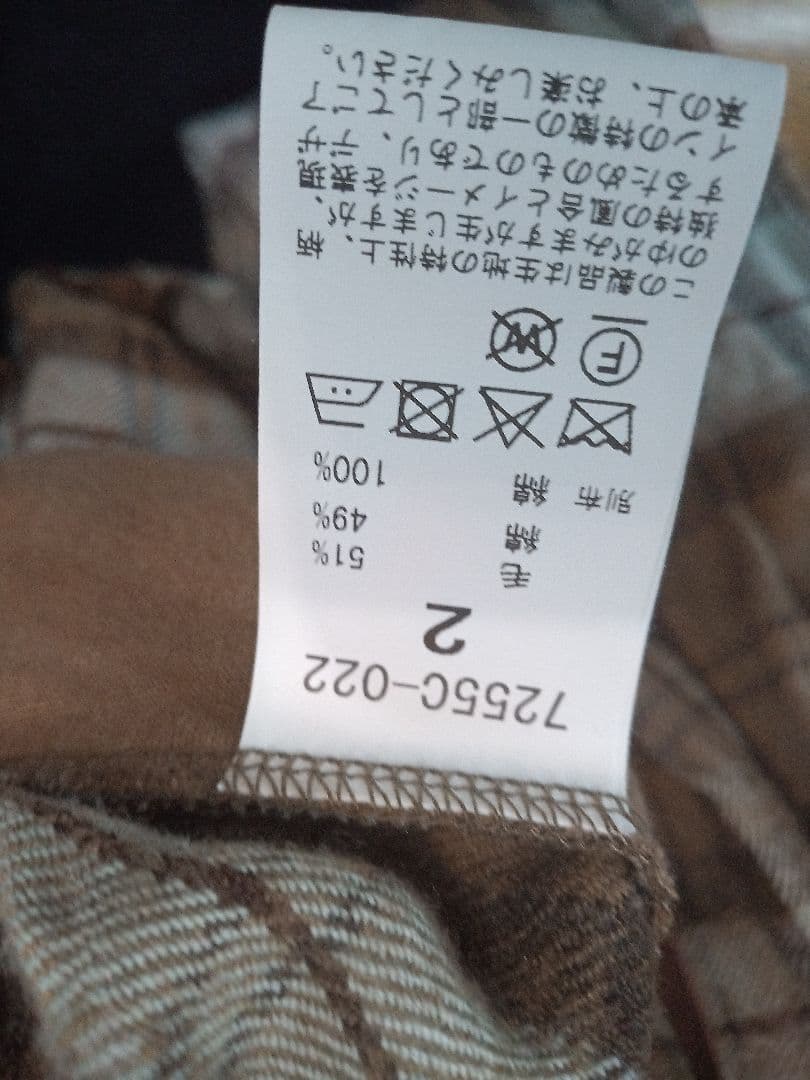 7255C-022
2
毛 51%
綿 49%
別布 綿 100%
F W
この製品は生地の特性上、柄
のゆがみますが生じますが、
独特の風合とイメージを表現
するためのものであり、デザ
インの特徴の一部としてご了
承の上、お楽しみください。